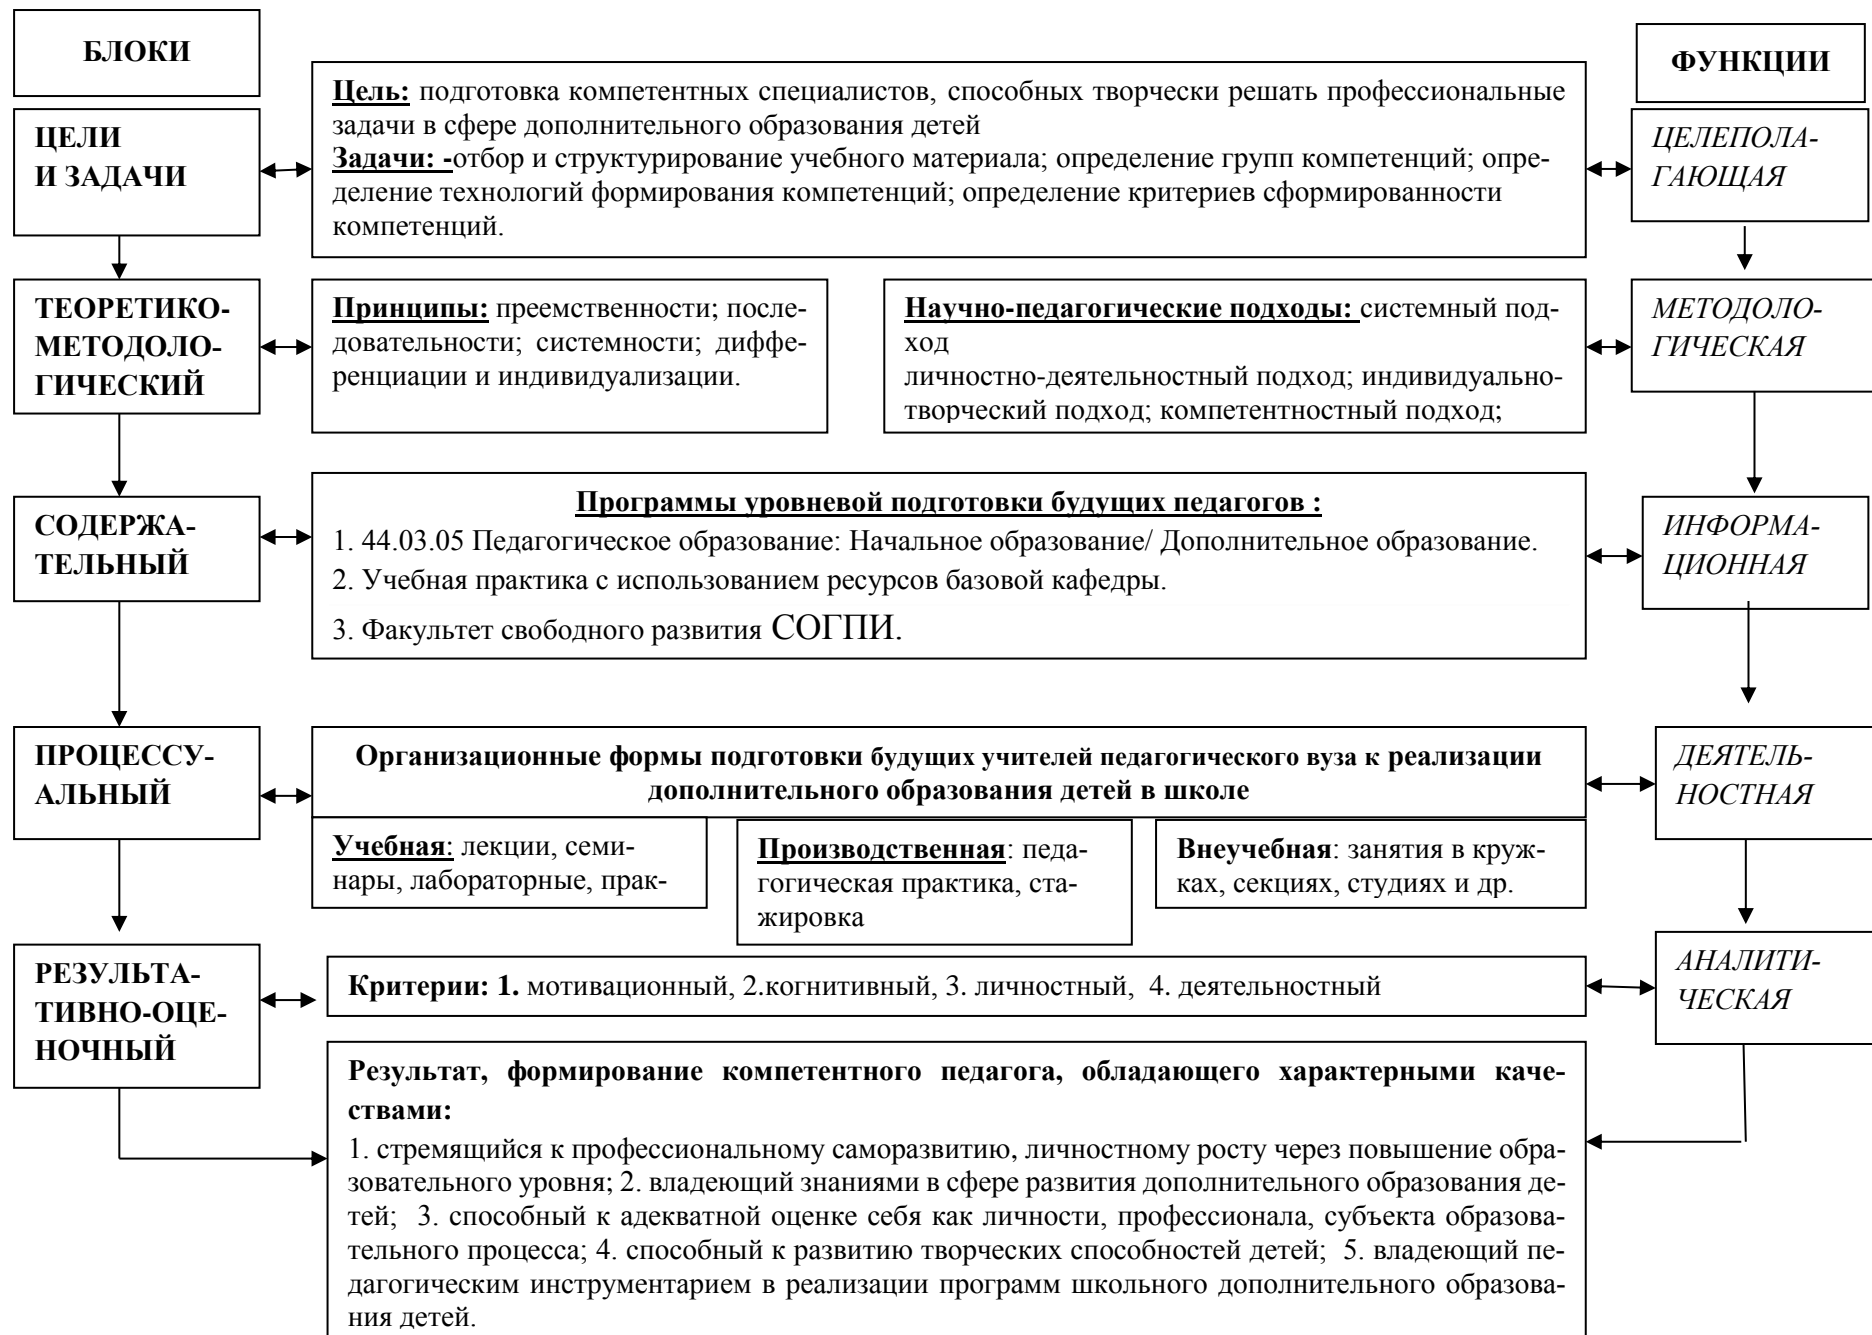 БЛОКИ
ФУНКЦИИ
ЦЕЛИ
И ЗАДАЧИ
Цель: подготовка компетентных специалистов, способных творчески решать профессиональные
задачи в сфере дополнительного образования детей
Задачи: -отбор и структурирование учебного материала; определение групп компетенций; опре-
деление технологий формирования компетенций; определение критериев сформированности
компетенций.
ЦЕЛЕПОЛА-
ГАЮЩАЯ
ТЕОРЕТИКО-
МЕТОДОЛО-
ГИЧЕСКИЙ
Принципы: преемственности; после-
довательности; системности; диффе-
ренциации и индивидуализации.
Научно-педагогические подходы: системный под-
ход
личностно-деятельностный подход; индивидуально-
творческий подход; компетентностный подход;
МЕТОДОЛО-
ГИЧЕСКАЯ
СОДЕРЖА-
ТЕЛЬНЫЙ
Программы уровневой подготовки будущих педагогов :
1. 44.03.05 Педагогическое образование: Начальное образование/ Дополнительное образование.
2. Учебная практика с использованием ресурсов базовой кафедры.
3. Факультет свободного развития СОГПИ.
ИНФОРМА-
ЦИОННАЯ
ПРОЦЕССУ-
АЛЬНЫЙ
Организационные формы подготовки будущих учителей педагогического вуза к реализации
дополнительного образования детей в школе
ДЕЯТЕЛЬ-
НОСТНАЯ
Учебная: лекции, семи-
нары, лабораторные, прак-
Производственная: педа-
гогическая практика, ста-
жировка
Внеучебная: занятия в круж-
ках, секциях, студиях и др.
РЕЗУЛЬТА-
ТИВНО-ОЦЕ-
НОЧНЫЙ
Критерии: 1. мотивационный, 2.когнитивный, 3. личностный, 4. деятельностный
АНАЛИТИ-
ЧЕСКАЯ
Результат, формирование компетентного педагога, обладающего характерными каче-
ствами:
1. стремящийся к профессиональному саморазвитию, личностному росту через повышение обра-
зовательного уровня; 2. владеющий знаниями в сфере развития дополнительного образования де-
тей; 3. способный к адекватной оценке себя как личности, профессионала, субъекта образова-
тельного процесса; 4. способный к развитию творческих способностей детей; 5. владеющий пе-
дагогическим инструментарием в реализации программ школьного дополнительного образова-
ния детей.